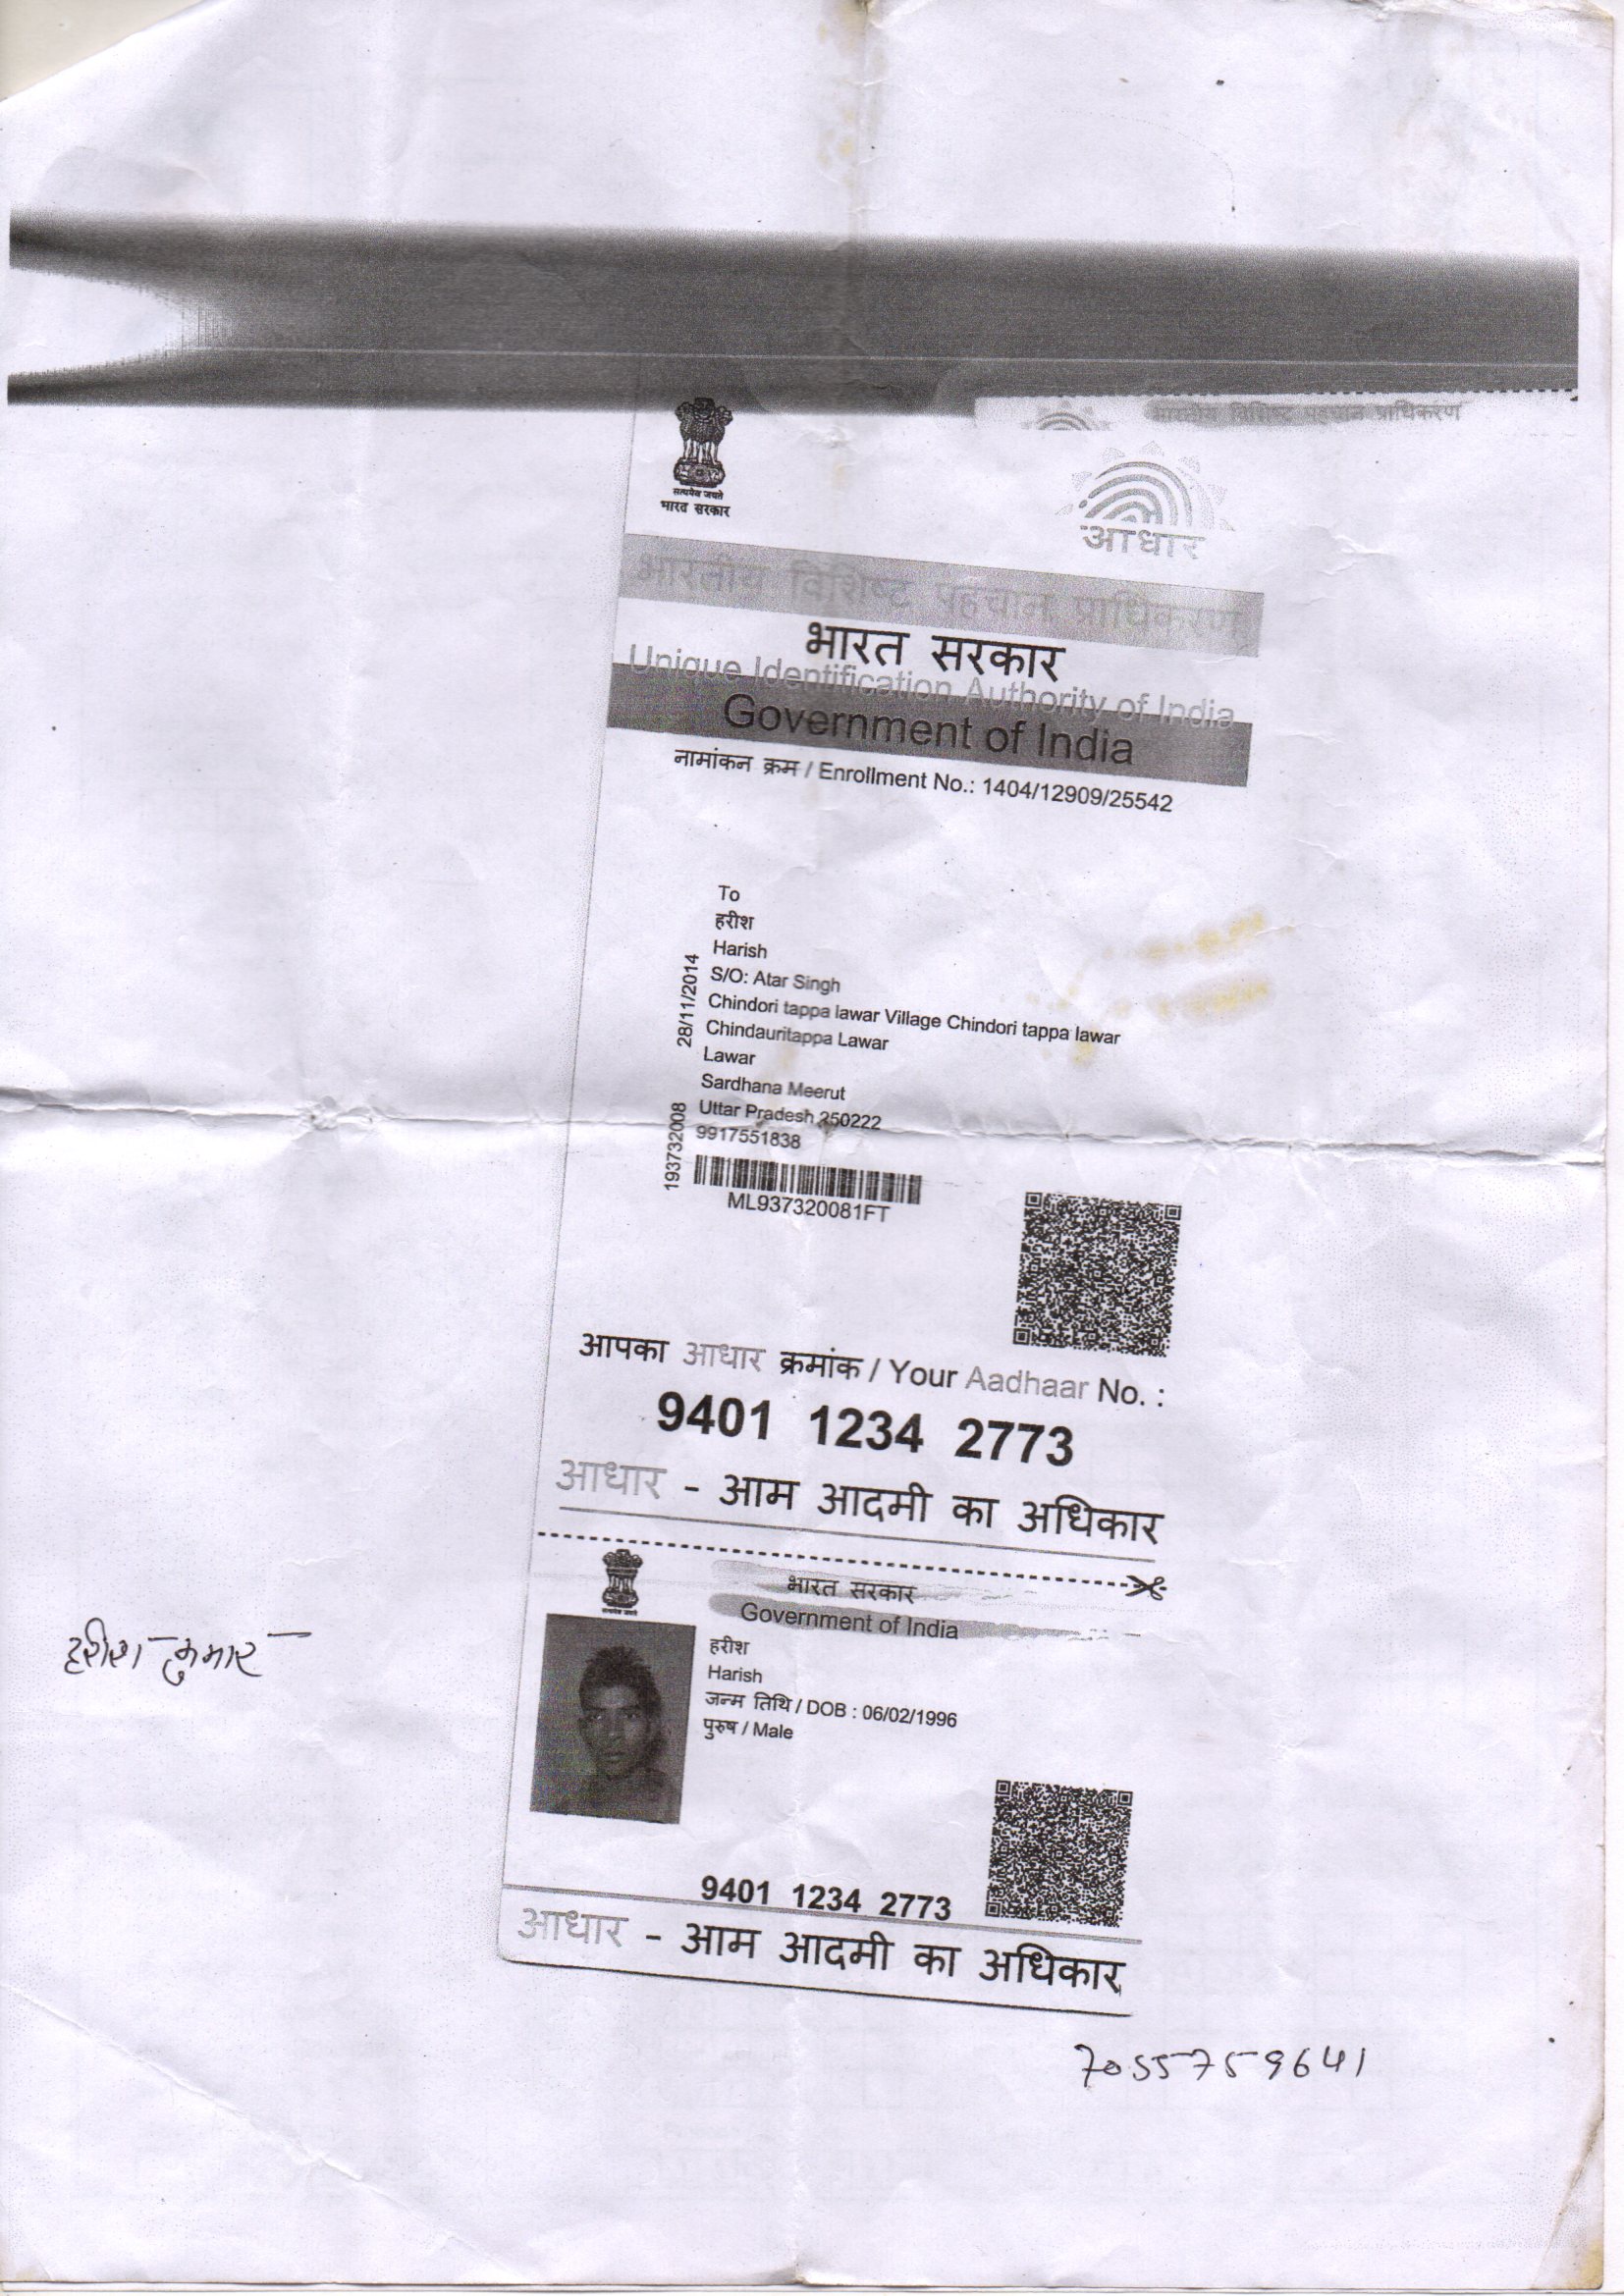 भारतीय विशिष्ट पहचान प्राधिकरण
सत्यमेव जयते
भारत सरकार
आधार
भारतीय विशिष्ट पहचान प्राधिकरण
भारत सरकार
Unique Identification Authority of India
Government of India
नामांकन क्रम / Enrollment No.: 1404/12909/25542
To
हरीश
Harish
S/O: Atar Singh
Chindori tappa lawar Village Chindori tappa lawar
Chindauritappa Lawar
Lawar
Sardhana Meerut
Uttar Pradesh 250222
9917551838
28/11/2014
193732008
ML937320081FT
आपका आधार क्रमांक / Your Aadhaar No. :
9401 1234 2773
आधार - आम आदमी का अधिकार
सत्यमेव जयते
भारत सरकार
Government of India
हरीश
Harish
जन्म तिथि / DOB : 06/02/1996
पुरुष / Male
हरीश कुमार
9401 1234 2773
आधार - आम आदमी का अधिकार
7055759641